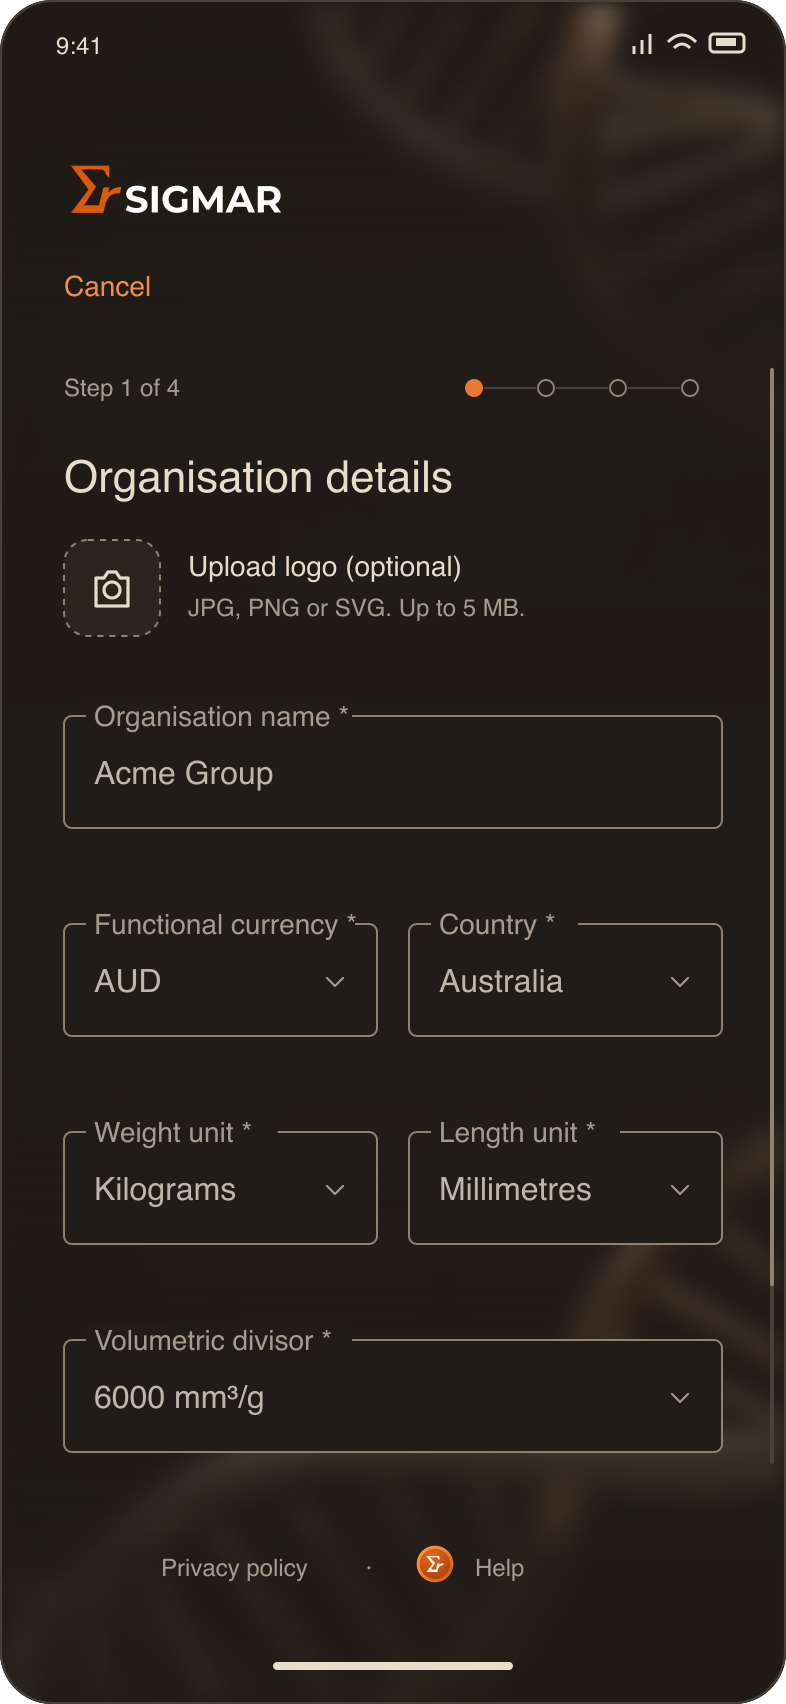 9:41
Σr SIGMAR
Cancel
Step 1 of 4
Organisation details
Upload logo (optional)
JPG, PNG or SVG. Up to 5 MB.
Organisation name *
Acme Group
Functional currency * Country *
AUD Australia
Weight unit * Length unit *
Kilograms Millimetres
Volumetric divisor *
6000 mm³/g
Privacy policy · Σr Help